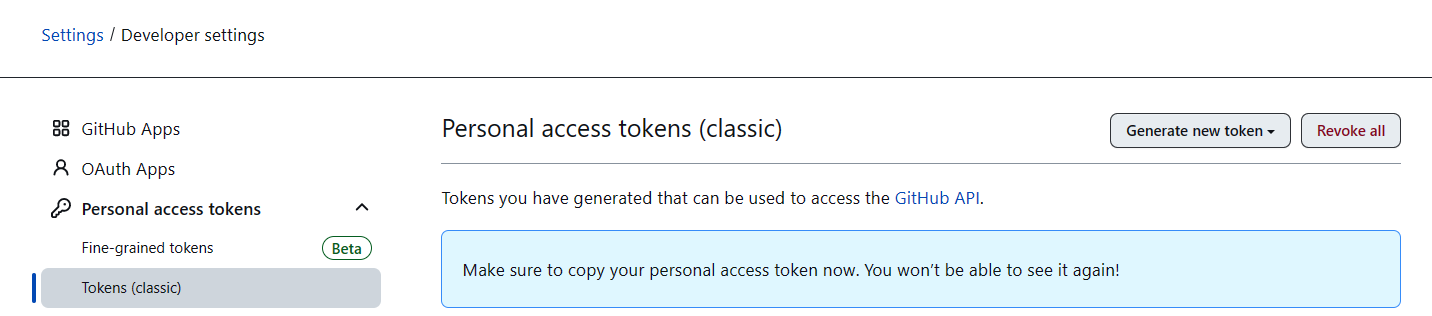 Settings / Developer settings
GitHub Apps
OAuth Apps
Personal access tokens
Fine-grained tokens Beta
Tokens (classic)
Personal access tokens (classic)
Generate new token
Revoke all
Tokens you have generated that can be used to access the GitHub API.
Make sure to copy your personal access token now. You won’t be able to see it again!